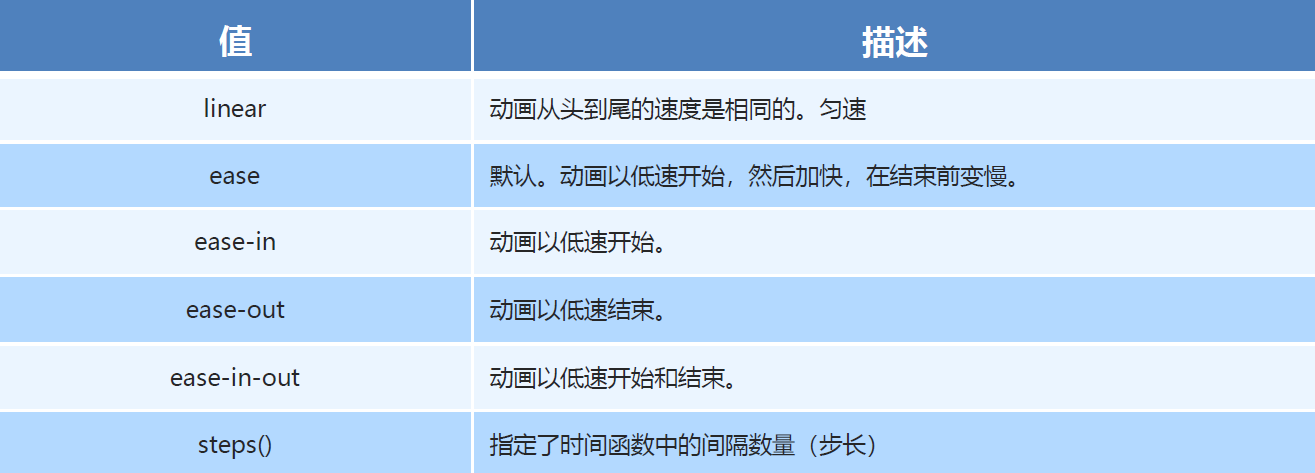 值 描述
linear 动画从头到尾的速度是相同的。匀速
ease 默认。动画以低速开始，然后加快，在结束前变慢。
ease-in 动画以低速开始。
ease-out 动画以低速结束。
ease-in-out 动画以低速开始和结束。
steps() 指定了时间函数中的间隔数量（步长）